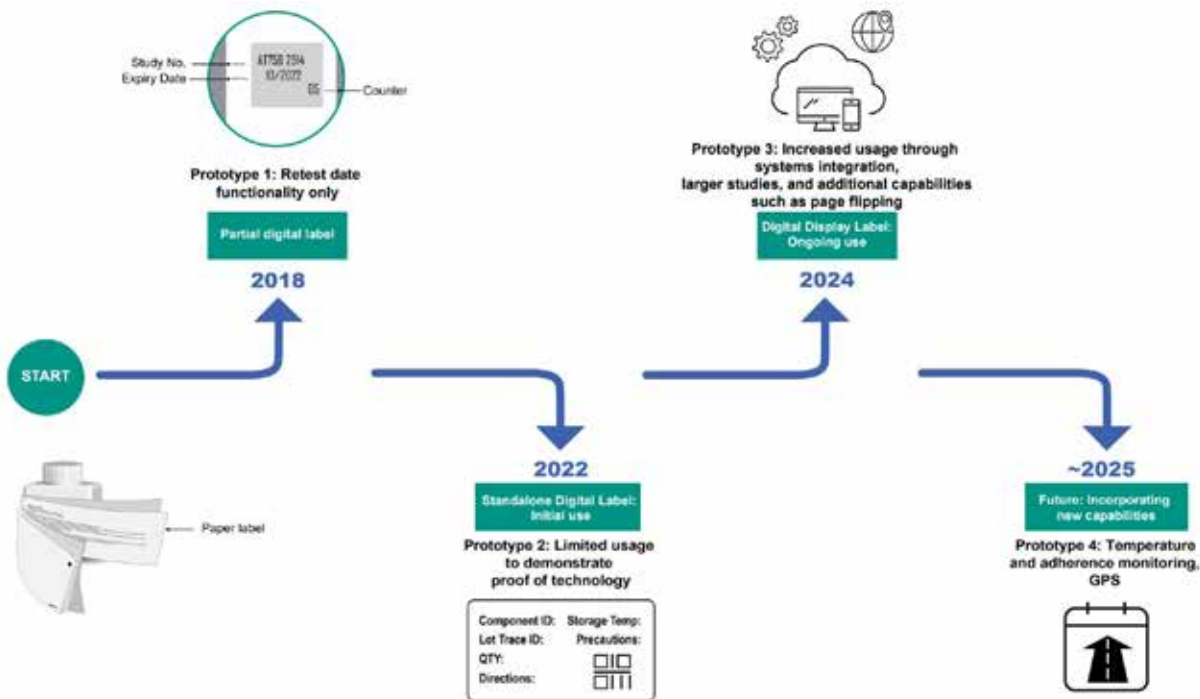 Study No.
Expiry Date
10/2022
05
Counter
Prototype 1: Retest date
functionality only
Partial digital label
2018
Prototype 3: Increased usage through
systems integration,
larger studies, and additional capabilities
such as page flipping
Digital Display Label:
Ongoing use
2024
START
Paper label
2022
Standalone Digital Label:
Initial use
Prototype 2: Limited usage
to demonstrate
proof of technology
Component ID: Storage Temp:
Lot Trace ID: Precautions:
QTY:
Directions:
~2025
Future: Incorporating
new capabilities
Prototype 4: Temperature
and adherence monitoring,
GPS